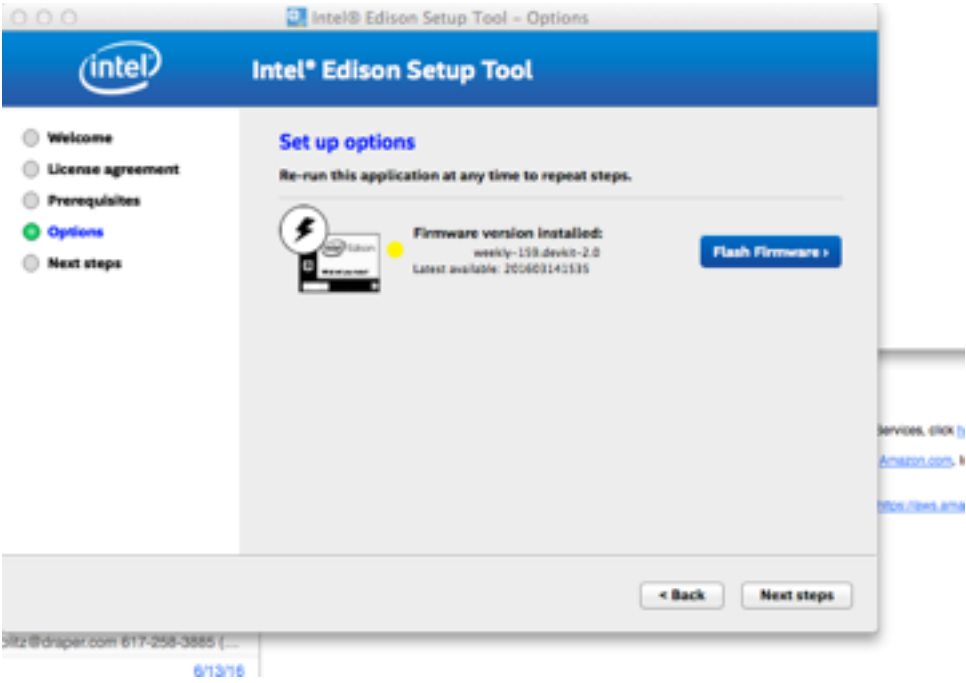 Intel® Edison Setup Tool – Options
intel
Intel® Edison Setup Tool
Welcome
License agreement
Prerequisites
Options
Next steps
Set up options
Re-run this application at any time to repeat steps.
Edison
Firmware version installed:
weekly-159.devkit-2.0
Latest available: 201603141535
Flash Firmware ›
Services, click
Amazon.com,
https://aws.ama
< Back
Next steps
@draper.com 617-258-3885 (...
6/13/16